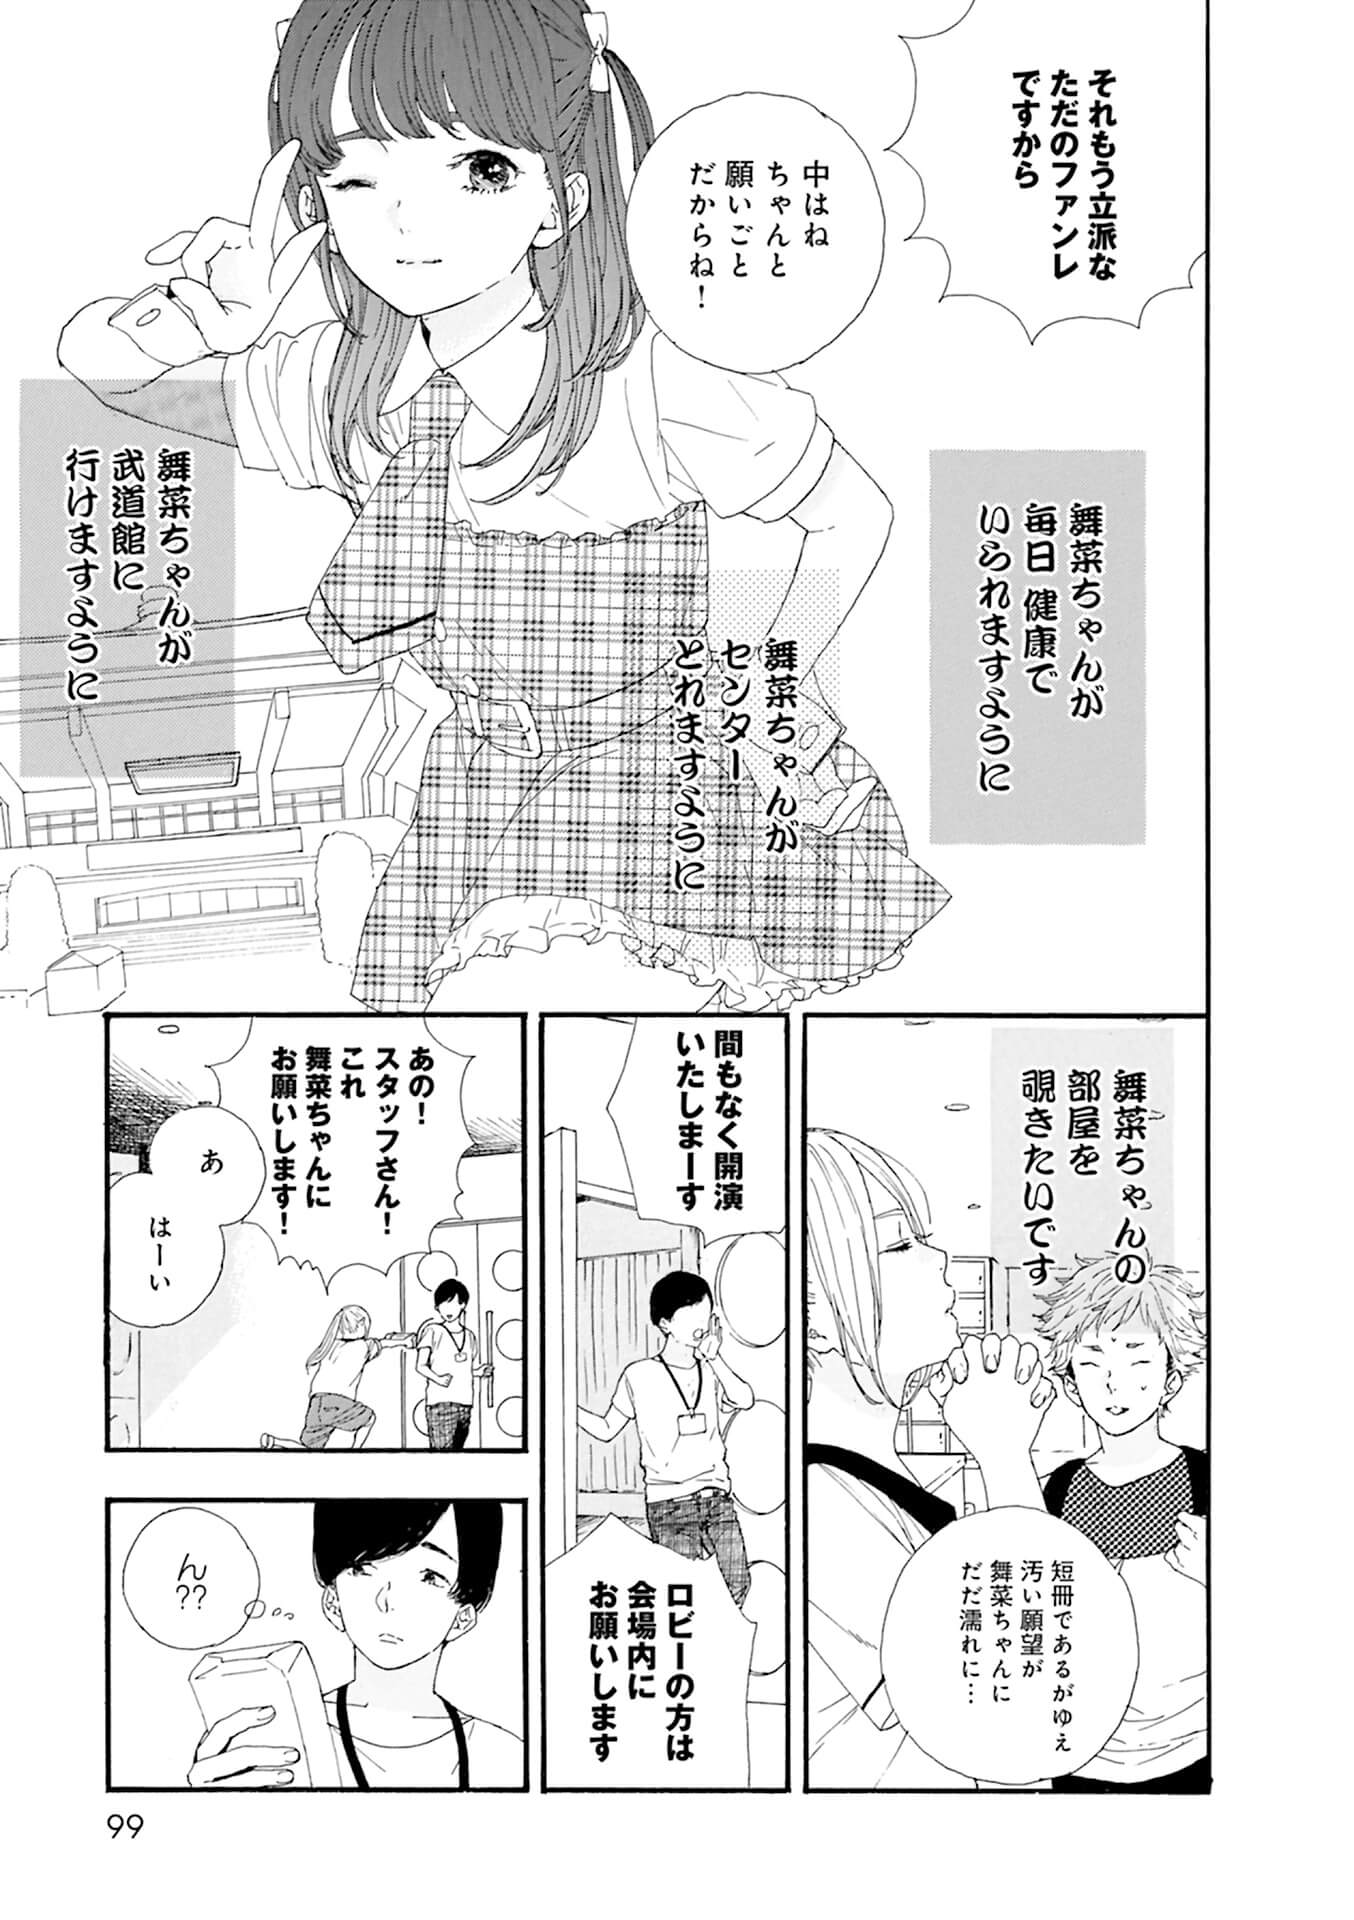 それもう立派な
ただのファンレ
ですから
中はね
ちゃんと
願いごと
だからね!
舞菜ちゃんが
毎日健康で
いられますように
舞菜ちゃんが
センター
とれますように
舞菜ちゃんが
武道館に
行けますように
舞菜ちゃんの
部屋を
覗きたいです
短冊であるがゆえ
汚い願望が
舞菜ちゃんに
だだ濡れに…
間もなく開演
いたしまーす
ロビーの方は
会場内に
お願いします
あの!
スタッフさん!
これ
舞菜ちゃんに
お願いします!
あ
はーい
ん??
99